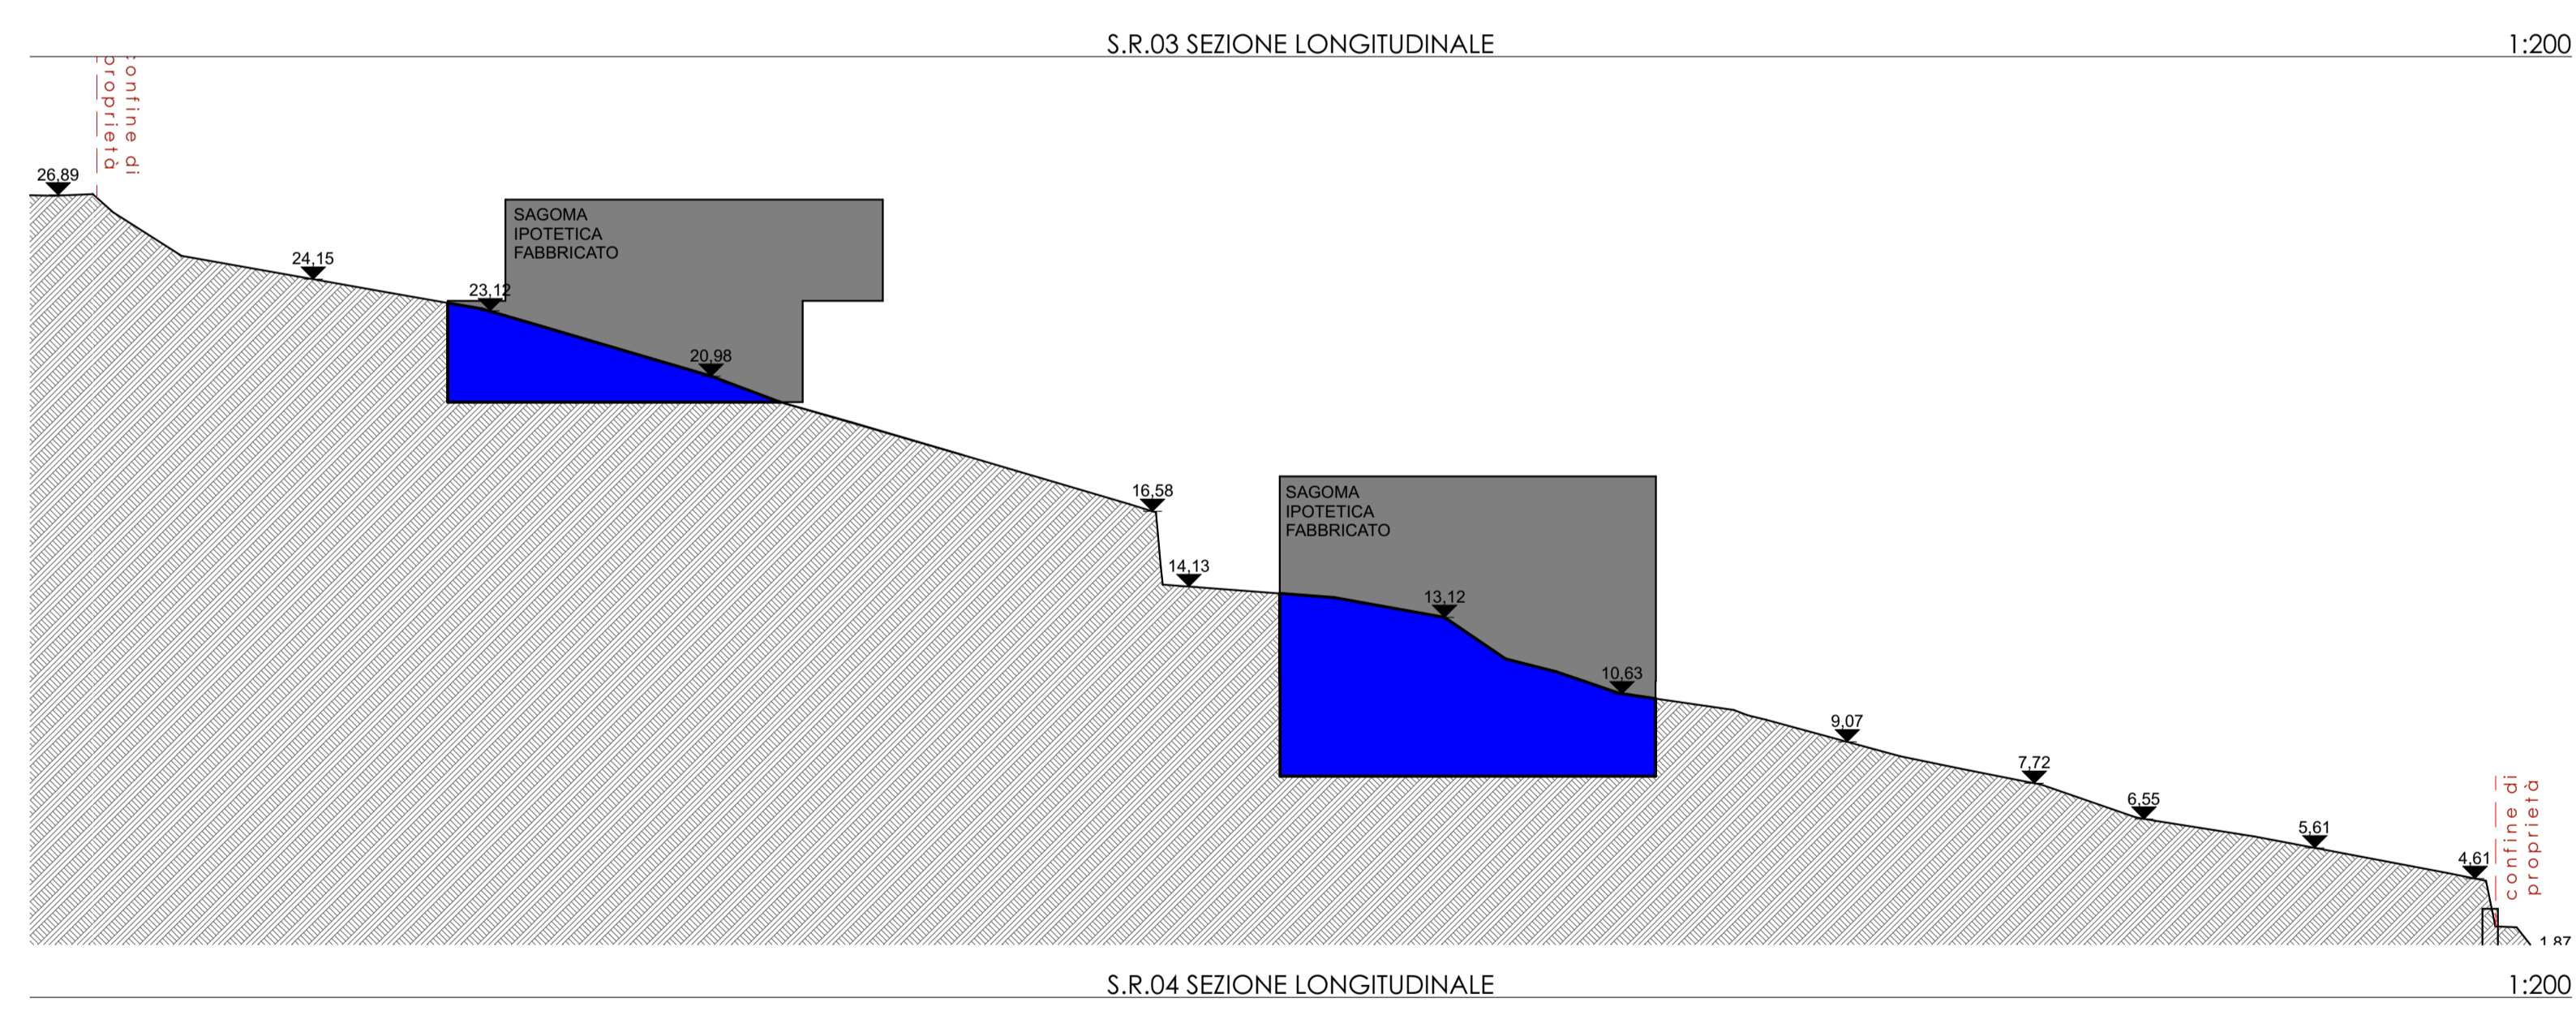 S.R.03 SEZIONE LONGITUDINALE
1:200
confine di
proprietà
26,89
24,15
SAGOMA
IPOTETICA
FABBRICATO
23,12
20,98
16,58
14,13
SAGOMA
IPOTETICA
FABBRICATO
13,12
10,63
9,07
7,72
6,55
5,61
4,61
confine di
proprietà
1,87
S.R.04 SEZIONE LONGITUDINALE
1:200